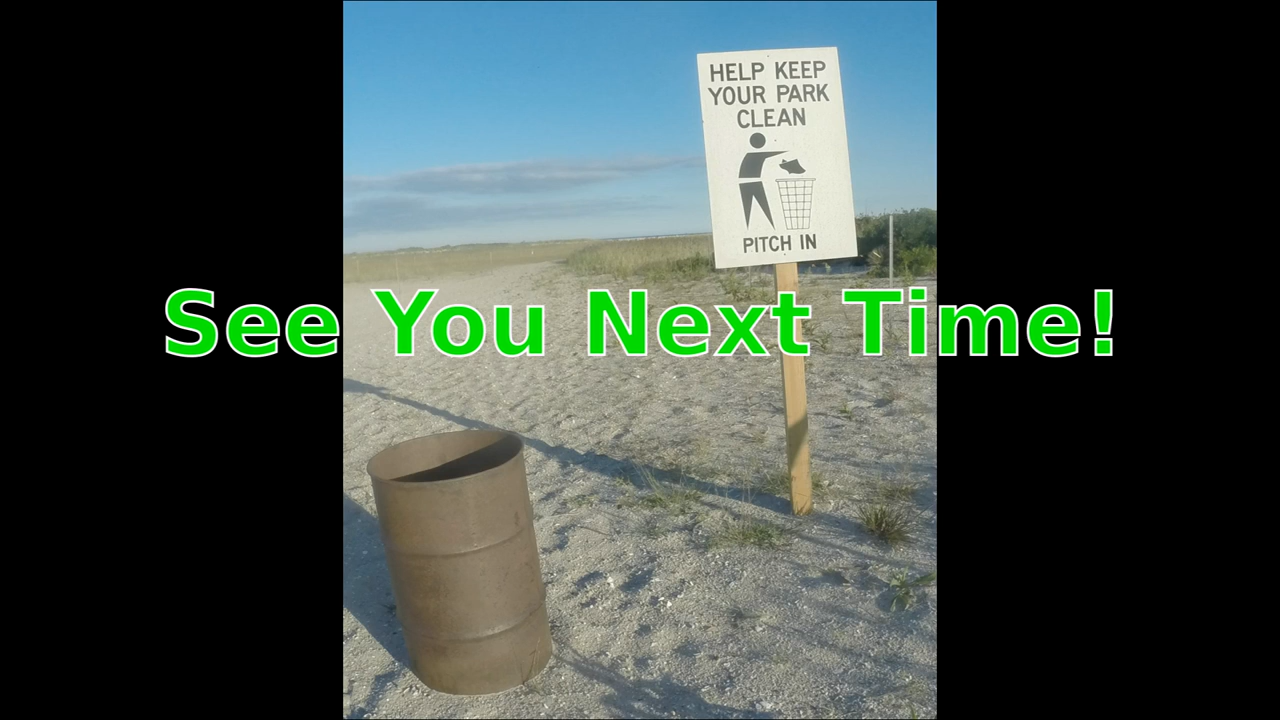 HELP KEEP
YOUR PARK
CLEAN
PITCH IN
See You Next Time!